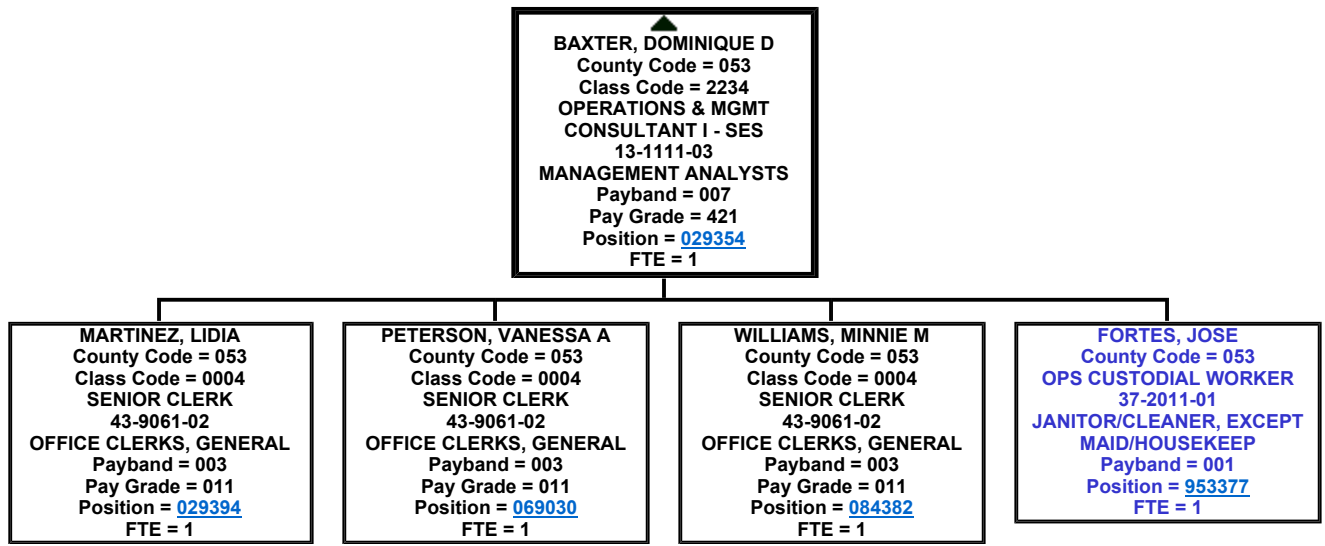 BAXTER, DOMINIQUE D
County Code = 053
Class Code = 2234
OPERATIONS & MGMT
CONSULTANT I - SES
13-1111-03
MANAGEMENT ANALYSTS
Payband = 007
Pay Grade = 421
Position = 029354
FTE = 1
MARTINEZ, LIDIA
County Code = 053
Class Code = 0004
SENIOR CLERK
43-9061-02
OFFICE CLERKS, GENERAL
Payband = 003
Pay Grade = 011
Position = 029394
FTE = 1
PETERSON, VANESSA A
County Code = 053
Class Code = 0004
SENIOR CLERK
43-9061-02
OFFICE CLERKS, GENERAL
Payband = 003
Pay Grade = 011
Position = 069030
FTE = 1
WILLIAMS, MINNIE M
County Code = 053
Class Code = 0004
SENIOR CLERK
43-9061-02
OFFICE CLERKS, GENERAL
Payband = 003
Pay Grade = 011
Position = 084382
FTE = 1
FORTES, JOSE
County Code = 053
OPS CUSTODIAL WORKER
37-2011-01
JANITOR/CLEANER, EXCEPT
MAID/HOUSEKEEP
Payband = 001
Position = 953377
FTE = 1